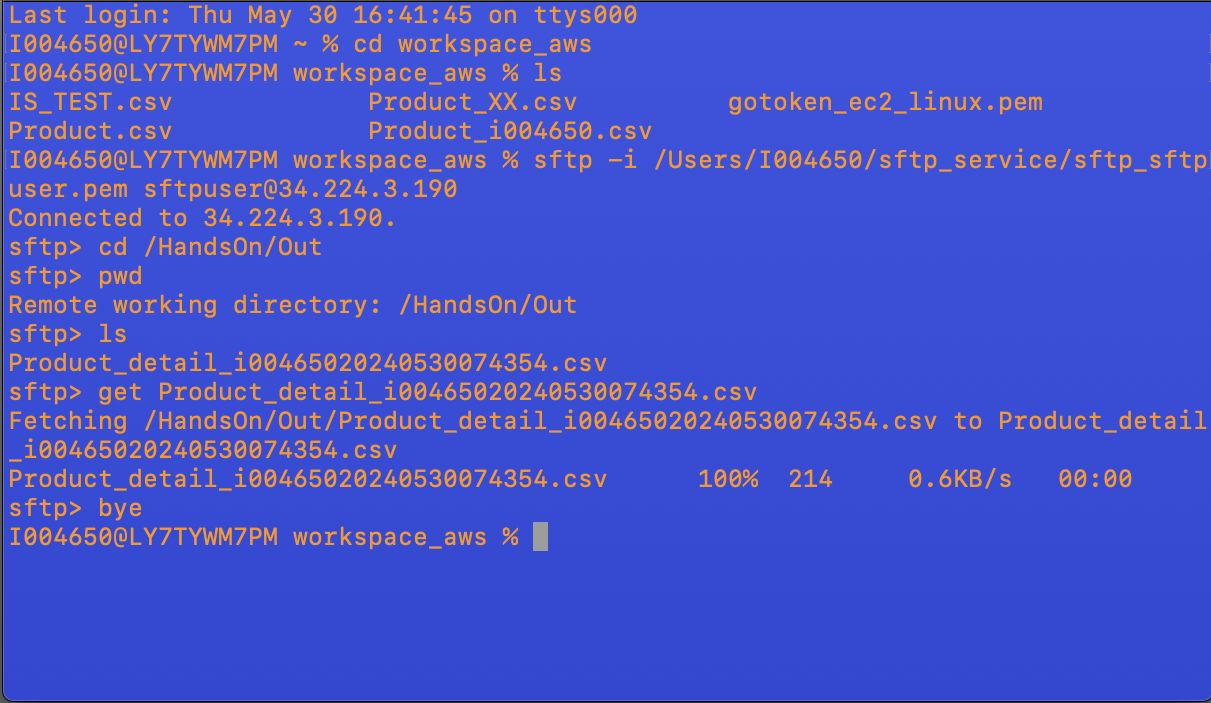 Last login: Thu May 30 16:41:45 on ttys000
I004650@LY7TYWM7PM ~ % cd workspace_aws
I004650@LY7TYWM7PM workspace_aws % ls
IS_TEST.csv Product_XX.csv gotoken_ec2_linux.pem
Product.csv Product_i004650.csv
I004650@LY7TYWM7PM workspace_aws % sftp -i /Users/I004650/sftp_service/sftp_sftp
user.pem sftpuser@34.224.3.190
Connected to 34.224.3.190.
sftp> cd /HandsOn/Out
sftp> pwd
Remote working directory: /HandsOn/Out
sftp> ls
Product_detail_i00465020240530074354.csv
sftp> get Product_detail_i00465020240530074354.csv
Fetching /HandsOn/Out/Product_detail_i00465020240530074354.csv to Product_detail
_i00465020240530074354.csv
Product_detail_i00465020240530074354.csv 100% 214 0.6KB/s 00:00
sftp> bye
I004650@LY7TYWM7PM workspace_aws %